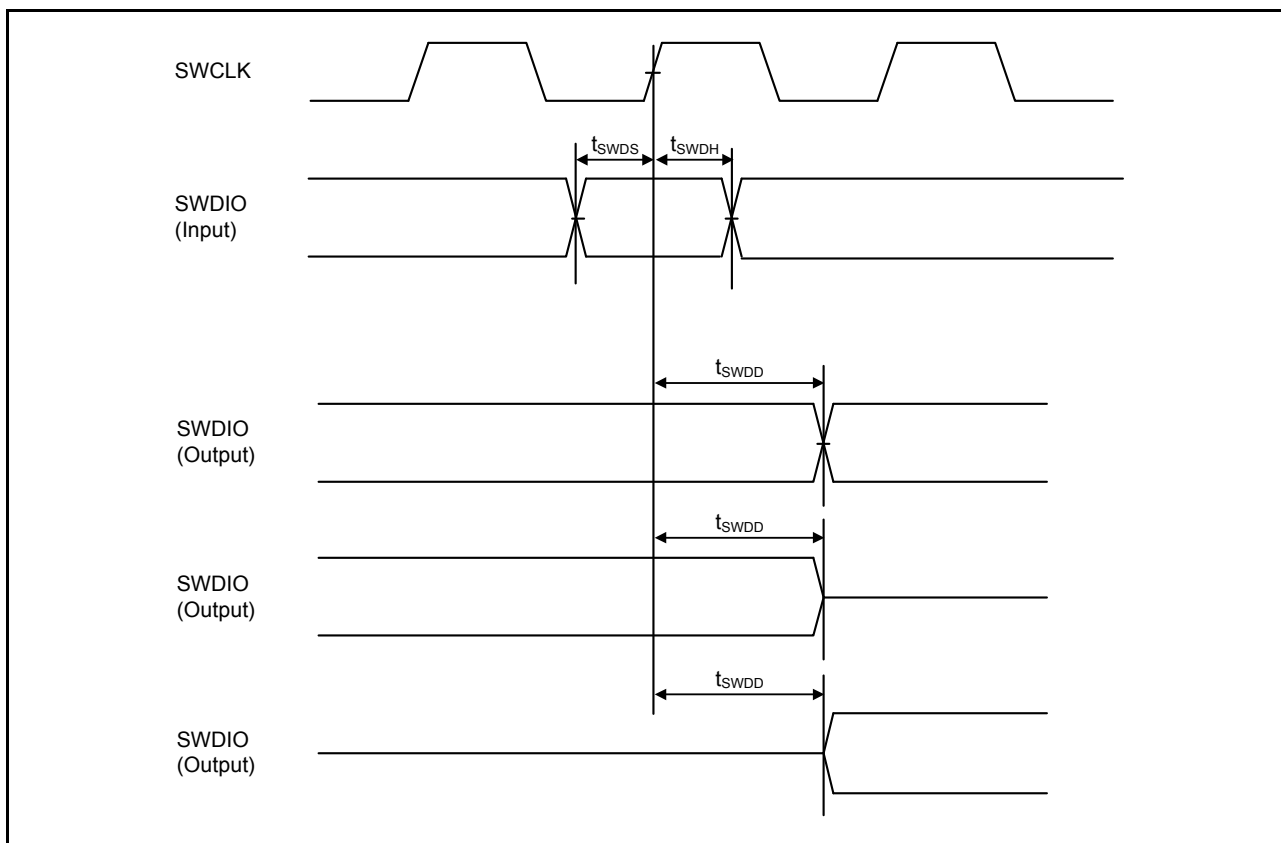 SWCLK
tSWDS
tSWDH
SWDIO
(Input)
tSWDD
SWDIO
(Output)
tSWDD
SWDIO
(Output)
tSWDD
SWDIO
(Output)